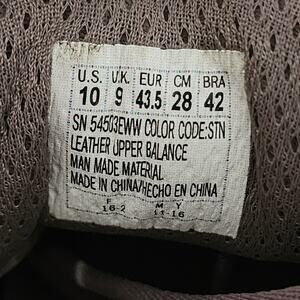 U.S. U.K. EUR CM BRA
10 9 43.5 28 42
SN 54503EWW COLOR CODE:STN
LEATHER UPPER BALANCE
MAN MADE MATERIAL
MADE IN CHINA/HECHO EN CHINA
F M Y
16-2 11-16